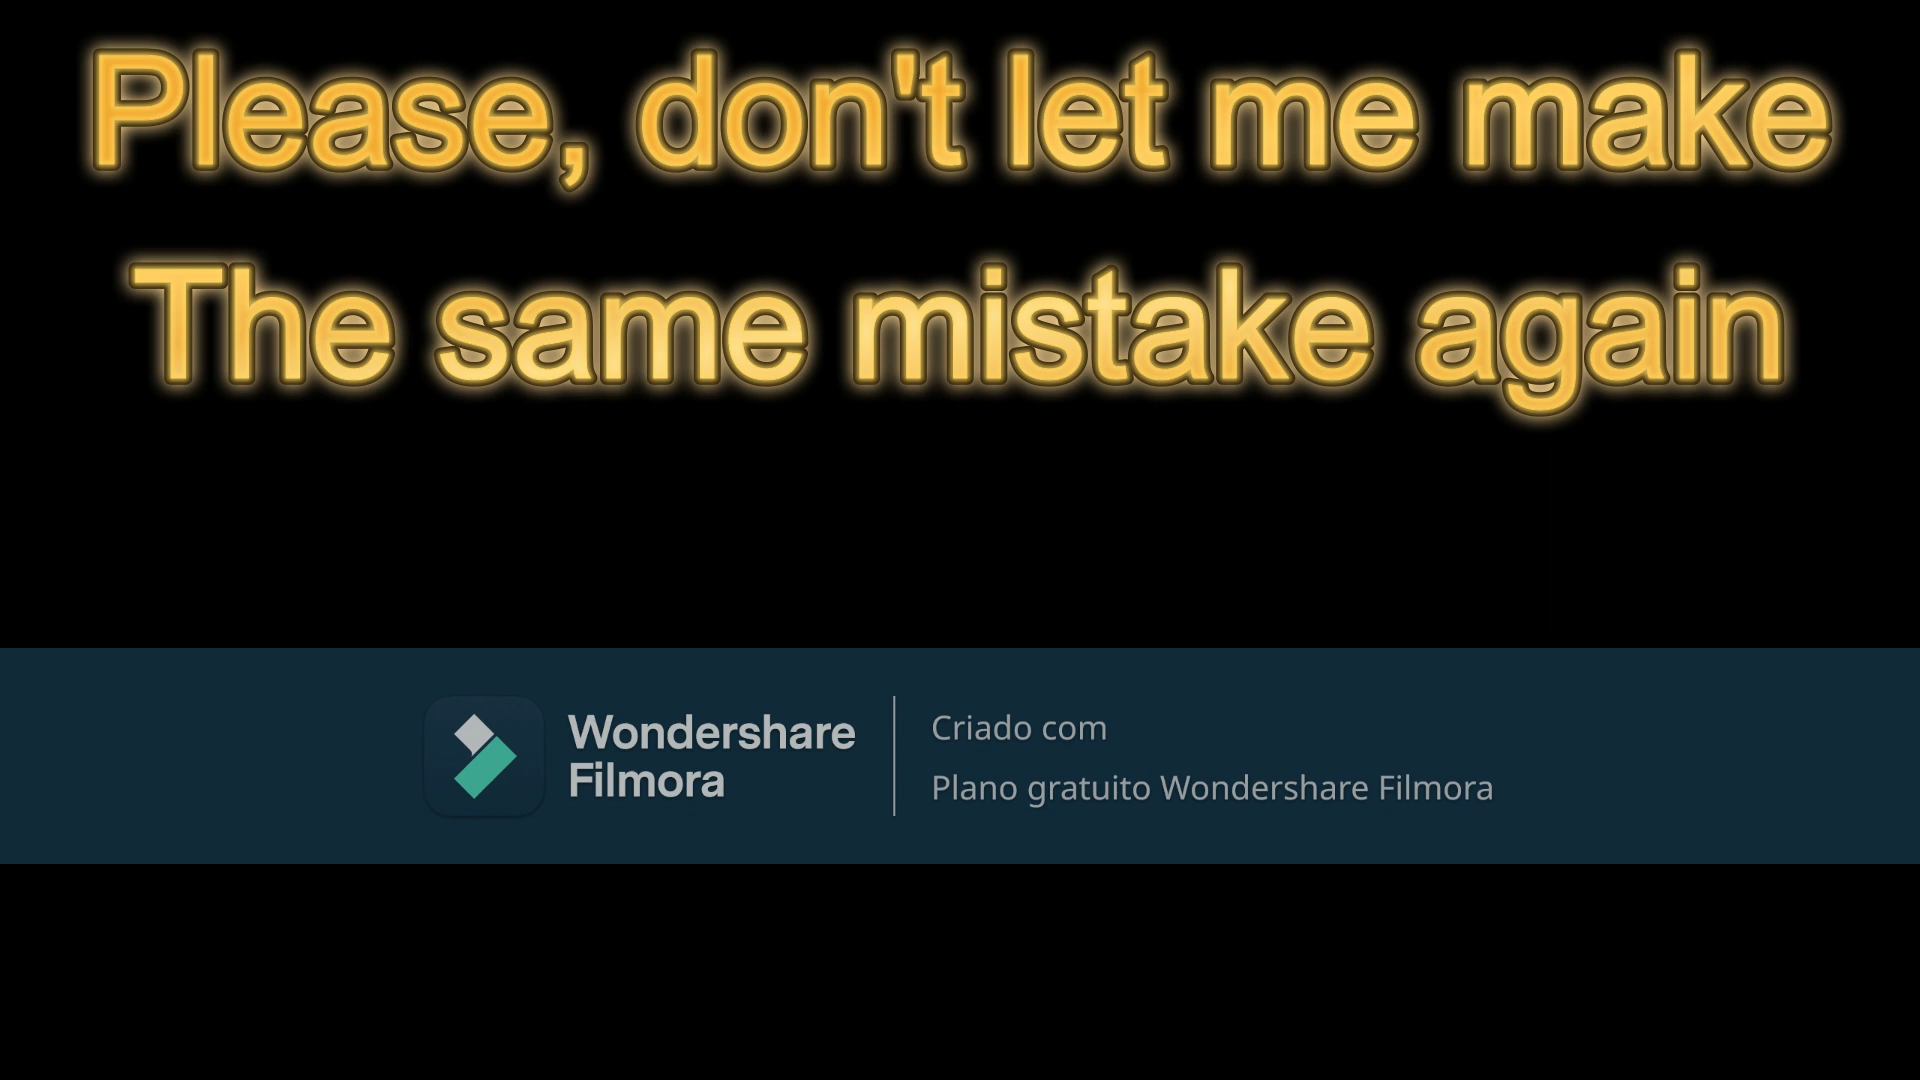 Please, don't let me make
The same mistake again
Wondershare
Filmora
Criado com
Plano gratuito Wondershare Filmora